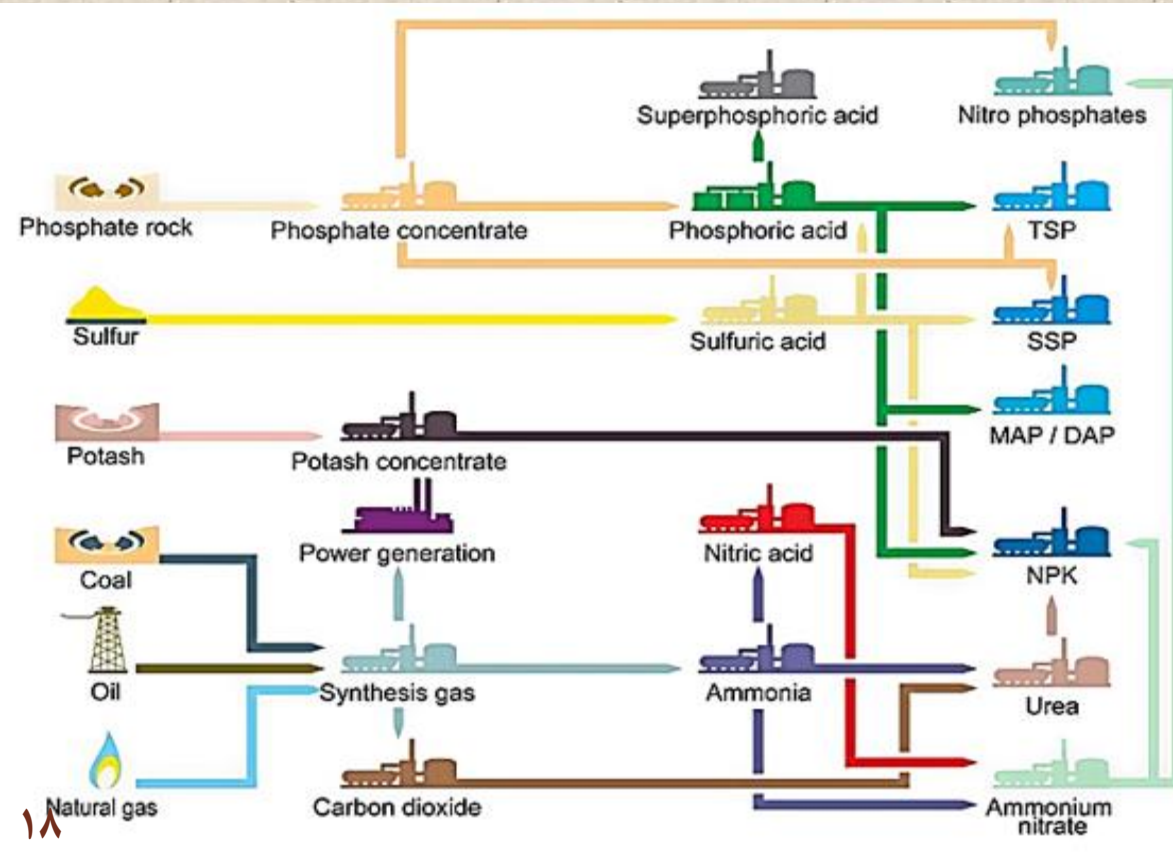 Superphosphoric acid
Nitro phosphates
Phosphate rock
Phosphate concentrate
Phosphoric acid
TSP
Sulfur
Sulfuric acid
SSP
Potash
Potash concentrate
MAP / DAP
Coal
Power generation
Nitric acid
NPK
Oil
Synthesis gas
Ammonia
Urea
Natural gas
Carbon dioxide
Ammonium
nitrate
۱۸